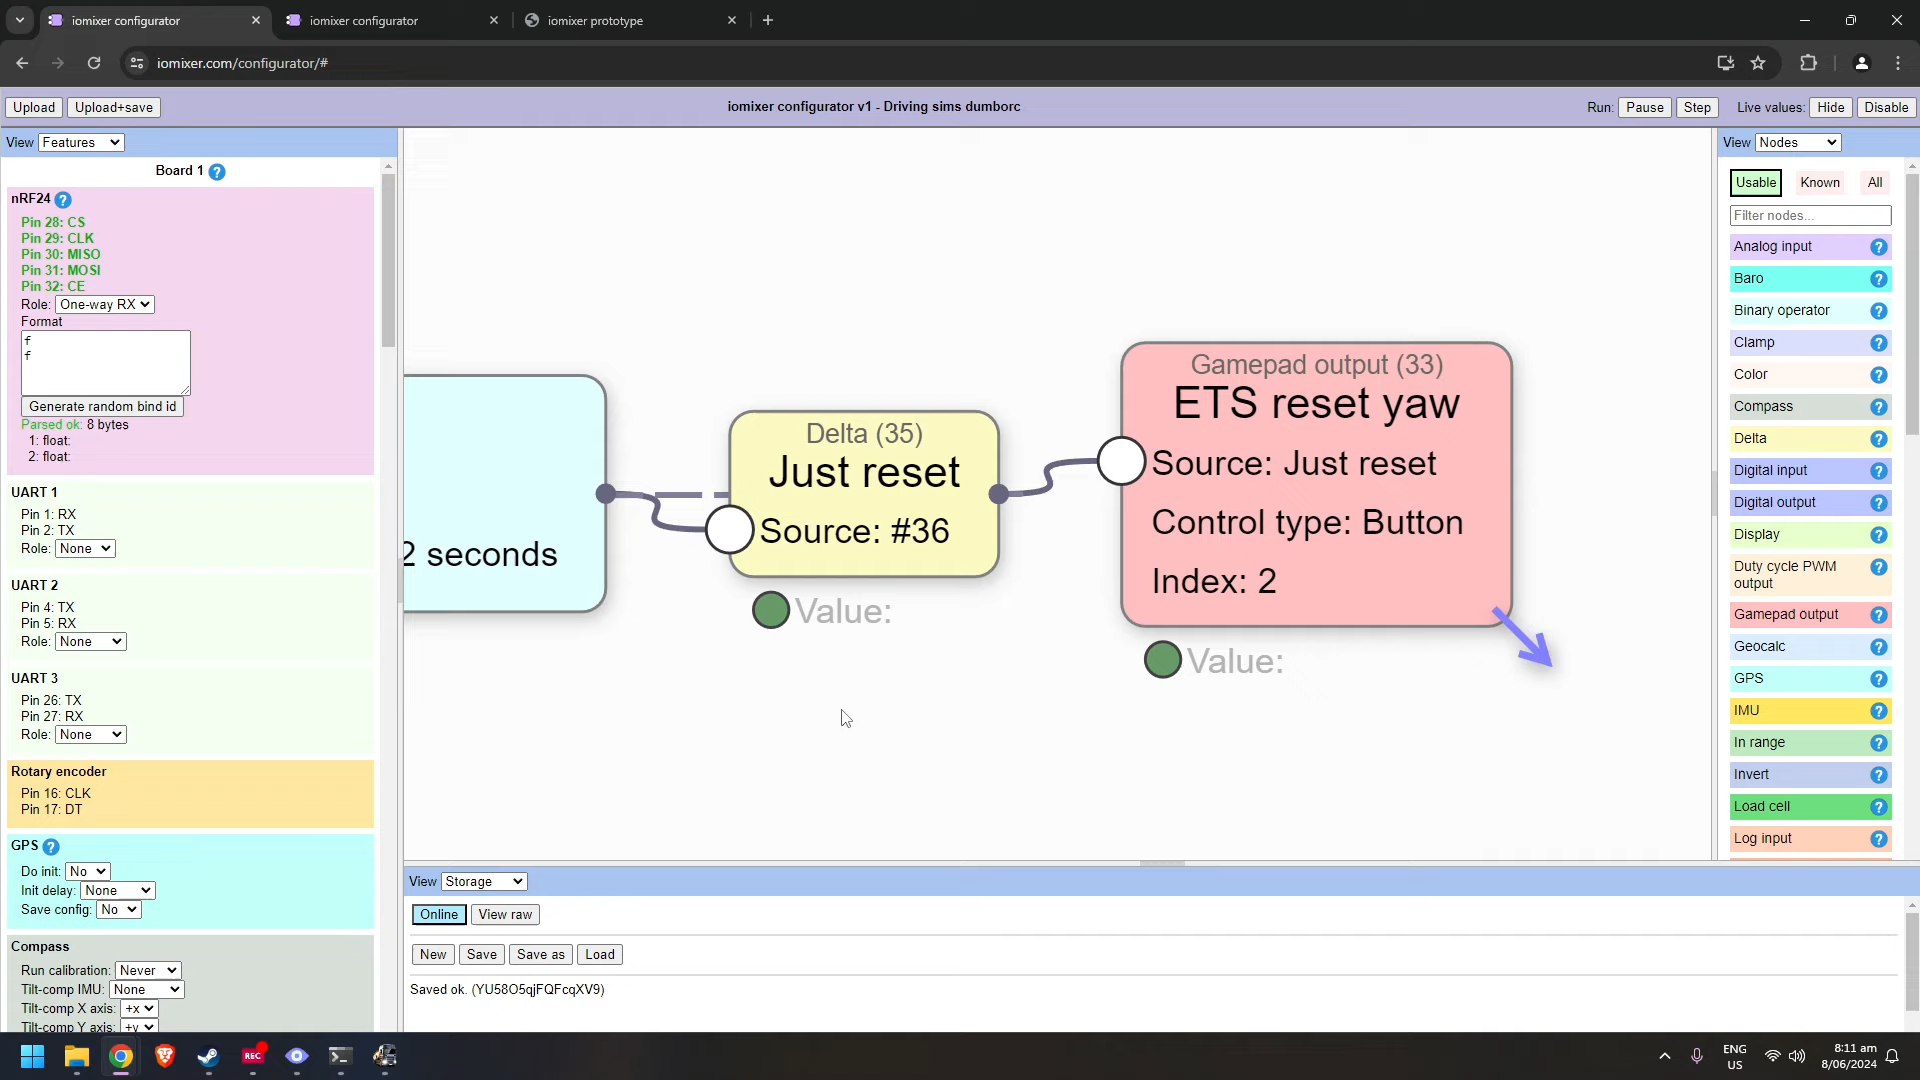 iomixer configurator
iomixer configurator
iomixer prototype
iomixer.com/configurator/#
Upload
Upload+save
iomixer configurator v1 - Driving sims dumborc
Run:
Pause
Step
Live values:
Hide
Disable
View
Features
Board 1
?
nRF24
?
Pin 28: CS
Pin 29: CLK
Pin 30: MISO
Pin 31: MOSI
Pin 32: CE
Role: One-way RX
Format
f
f
Generate random bind id
Parsed ok: 8 bytes
1: float:
2: float:
UART 1
Pin 1: RX
Pin 2: TX
Role: None
UART 2
Pin 4: TX
Pin 5: RX
Role: None
UART 3
Pin 26: TX
Pin 27: RX
Role: None
Rotary encoder
Pin 16: CLK
Pin 17: DT
GPS
?
Do init: No
Init delay: None
Save config: No
Compass
Run calibration: Never
Tilt-comp IMU: None
Tilt-comp X axis: +x
Tilt-comp Y axis: +y
2 seconds
Delta (35)
Just reset
Source: #36
Value:
Gamepad output (33)
ETS reset yaw
Source: Just reset
Control type: Button
Index: 2
Value:
View
Storage
Online
View raw
New
Save
Save as
Load
Saved ok. (YU58O5qjFQFcqXV9)
View
Nodes
Usable
Known
All
Filter nodes...
Analog input ?
Baro ?
Binary operator ?
Clamp ?
Color ?
Compass ?
Delta ?
Digital input ?
Digital output ?
Display ?
Duty cycle PWM ?
output
Gamepad output ?
Geocalc ?
GPS ?
IMU ?
In range ?
Invert ?
Load cell ?
Log input ?
REC
ENG
US
8:11 am
8/06/2024